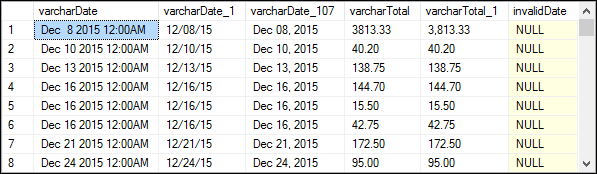 varcharDate varcharDate_1 varcharDate_107 varcharTotal varcharTotal_1 invalidDate
1 Dec  8 2015 12:00AM 12/08/15 Dec 08, 2015 3813.33 3,813.33 NULL
2 Dec 10 2015 12:00AM 12/10/15 Dec 10, 2015 40.20 40.20 NULL
3 Dec 13 2015 12:00AM 12/13/15 Dec 13, 2015 138.75 138.75 NULL
4 Dec 16 2015 12:00AM 12/16/15 Dec 16, 2015 144.70 144.70 NULL
5 Dec 16 2015 12:00AM 12/16/15 Dec 16, 2015 15.50 15.50 NULL
6 Dec 16 2015 12:00AM 12/16/15 Dec 16, 2015 42.75 42.75 NULL
7 Dec 21 2015 12:00AM 12/21/15 Dec 21, 2015 172.50 172.50 NULL
8 Dec 24 2015 12:00AM 12/24/15 Dec 24, 2015 95.00 95.00 NULL